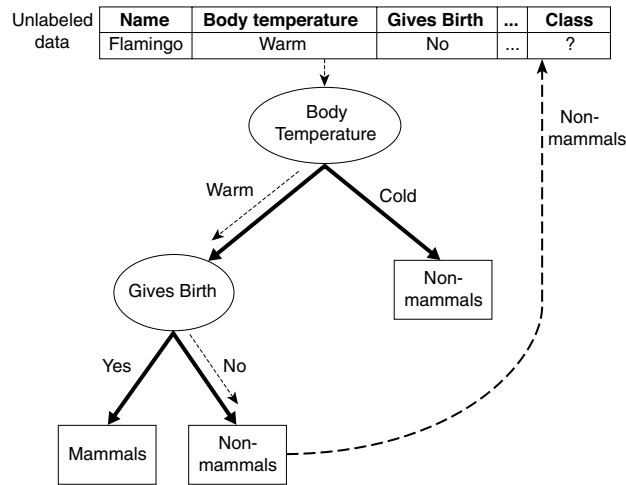 Unlabeled
data
Name Body temperature Gives Birth ... Class
Flamingo Warm No ... ?
Non-
mammals
Body
Temperature
Warm
Cold
Gives Birth
Non-
mammals
Yes
No
Mammals
Non-
mammals